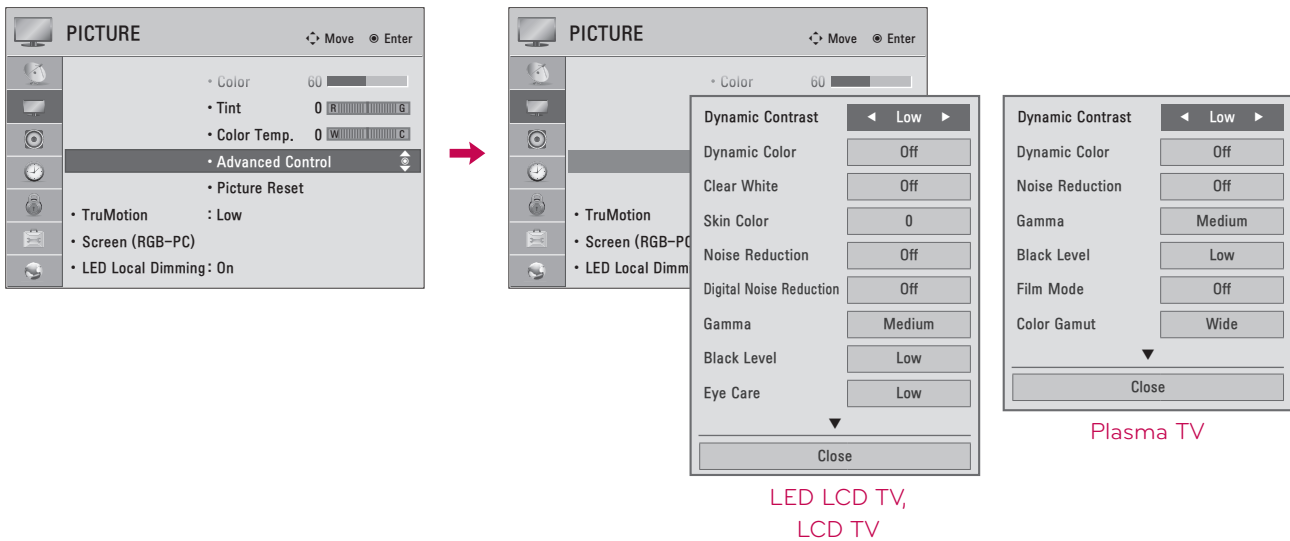 PICTURE
Move
Enter
• Color 60
• Tint 0 R G
• Color Temp. 0 W C
• Advanced Control
• Picture Reset
• TruMotion : Low
• Screen (RGB-PC)
• LED Local Dimming : On
PICTURE
Move
Enter
• Color 60
• TruMotion
• Screen (RGB-PC
• LED Local Dimm
Dynamic Contrast ◀ Low ▶
Dynamic Color Off
Clear White Off
Skin Color 0
Noise Reduction Off
Digital Noise Reduction Off
Gamma Medium
Black Level Low
Eye Care Low
▼
Close
LED LCD TV,
LCD TV
Dynamic Contrast ◀ Low ▶
Dynamic Color Off
Noise Reduction Off
Gamma Medium
Black Level Low
Film Mode Off
Color Gamut Wide
▼
Close
Plasma TV